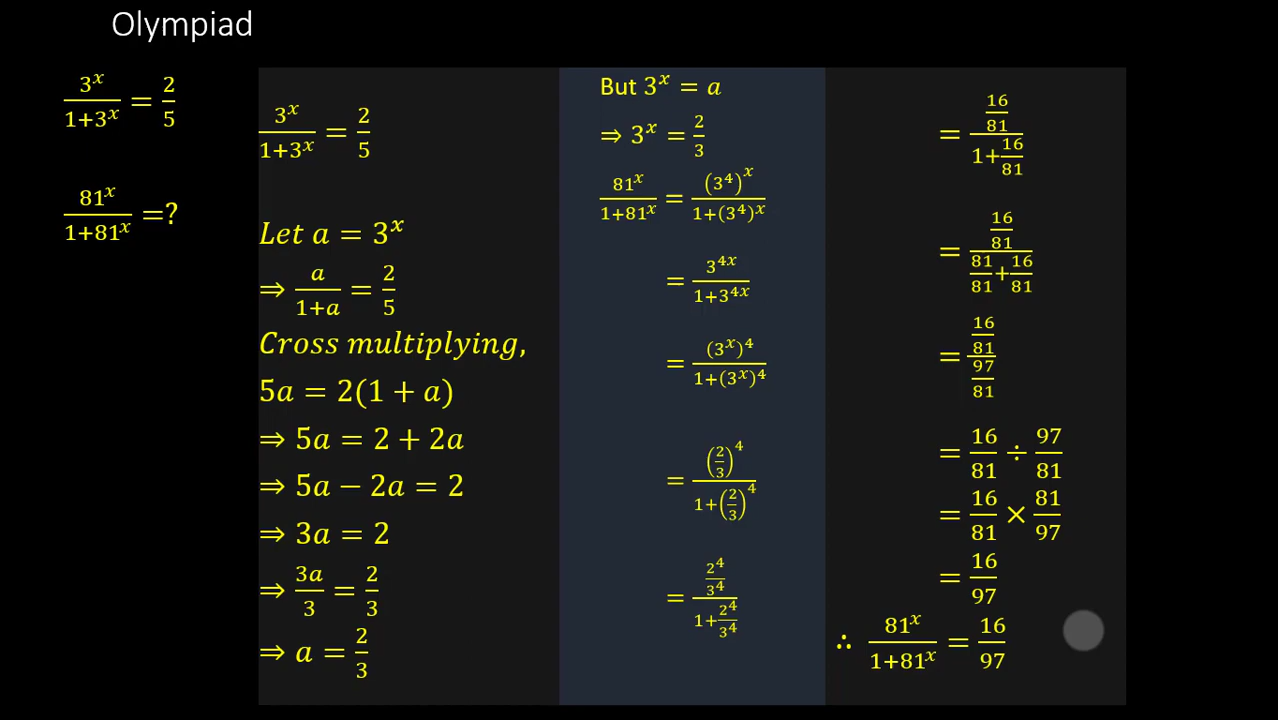 Olympiad
3^x/(1+3^x) = 2/5
81^x/(1+81^x) =?
3^x/(1+3^x) = 2/5
Let a = 3^x
⇒ a/(1+a) = 2/5
Cross multiplying,
5a = 2(1 + a)
⇒ 5a = 2 + 2a
⇒ 5a − 2a = 2
⇒ 3a = 2
⇒ 3a/3 = 2/3
⇒ a = 2/3
But 3^x = a
⇒ 3^x = 2/3
81^x/(1+81^x) = (3^4)^x/(1+(3^4)^x)
= 3^(4x)/(1+3^(4x))
= (3^x)^4/(1+(3^x)^4)
= (2/3)^4/(1+(2/3)^4)
= (2^4/3^4)/(1+2^4/3^4)
= (16/81)/(1+16/81)
= (16/81)/(81/81+16/81)
= (16/81)/(97/81)
= 16/81 ÷ 97/81
= 16/81 × 81/97
= 16/97
∴ 81^x/(1+81^x) = 16/97